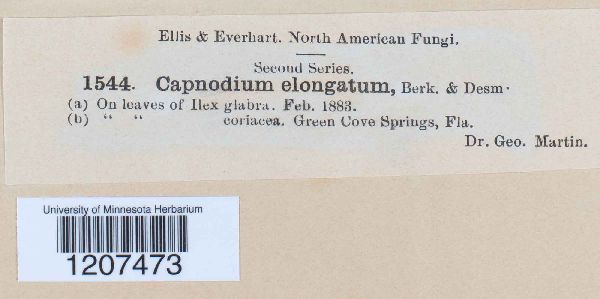 Ellis & Everhart. North American Fungi.
Second Series.
1544. Capnodium elongatum, Berk. & Desm.
(a) On leaves of Ilex glabra. Feb. 1883.
(b) “ “ coriacea. Green Cove Springs, Fla.
Dr. Geo. Martin.
University of Minnesota Herbarium
1207473